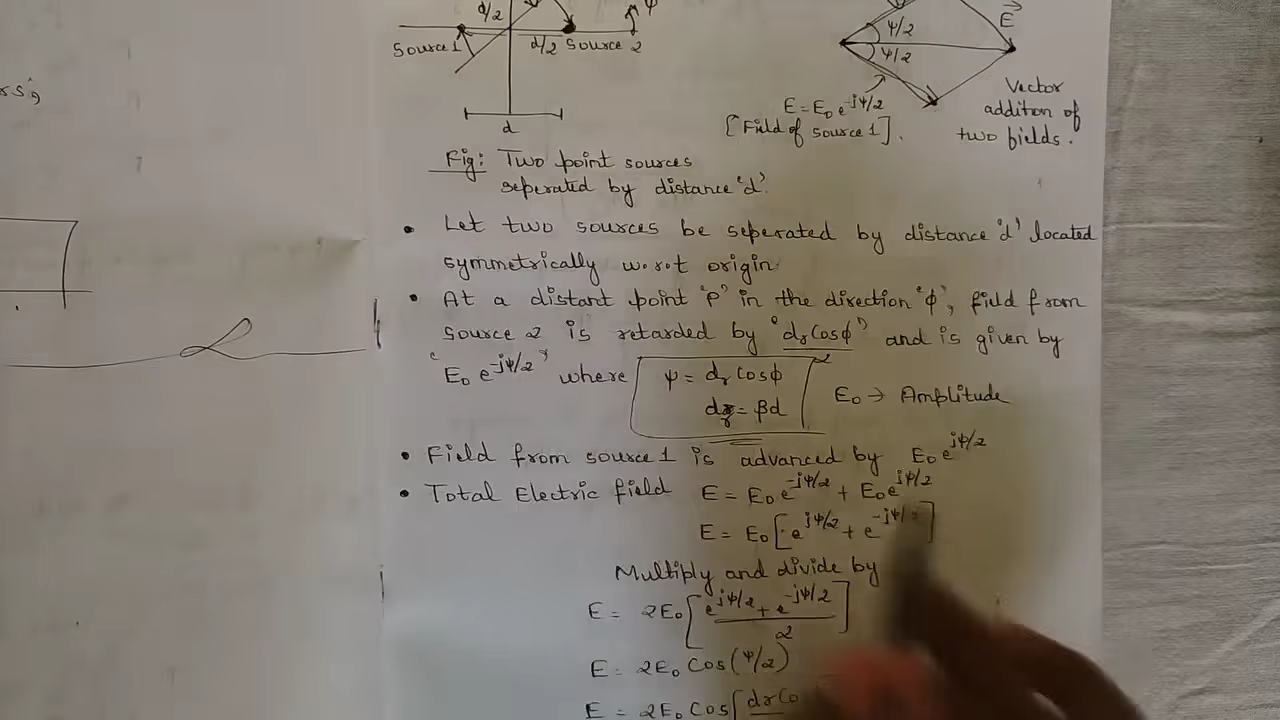 rs,
d/2
ψ
Source 1
d/2 Source 2
d
Fig: Two point sources
seperated by distance 'd'.
ψ/2
ψ/2
E
E = E₀ e^-jψ/2
[Field of source 1].
Vector
addition of
two fields.
• Let two sources be seperated by distance 'd' located
symmetrically w.r.t origin.
• At a distant point 'P' in the direction 'ϕ', field from
source 2 is retarded by "dr Cosϕ" and is given by
"E₀ e^-jψ/2" where
ψ = dr Cosϕ
dr = βd
E₀ → Amplitude
• Field from source 1 is advanced by E₀ e^jψ/2
• Total Electric field E = E₀ e^-jψ/2 + E₀ e^jψ/2
E = E₀ [e^jψ/2 + e^-jψ/2]
Multiply and divide by
E = 2E₀ [e^jψ/2 + e^-jψ/2 / 2]
E = 2E₀ Cos(ψ/2)
E = 2E₀ Cos[dr Co